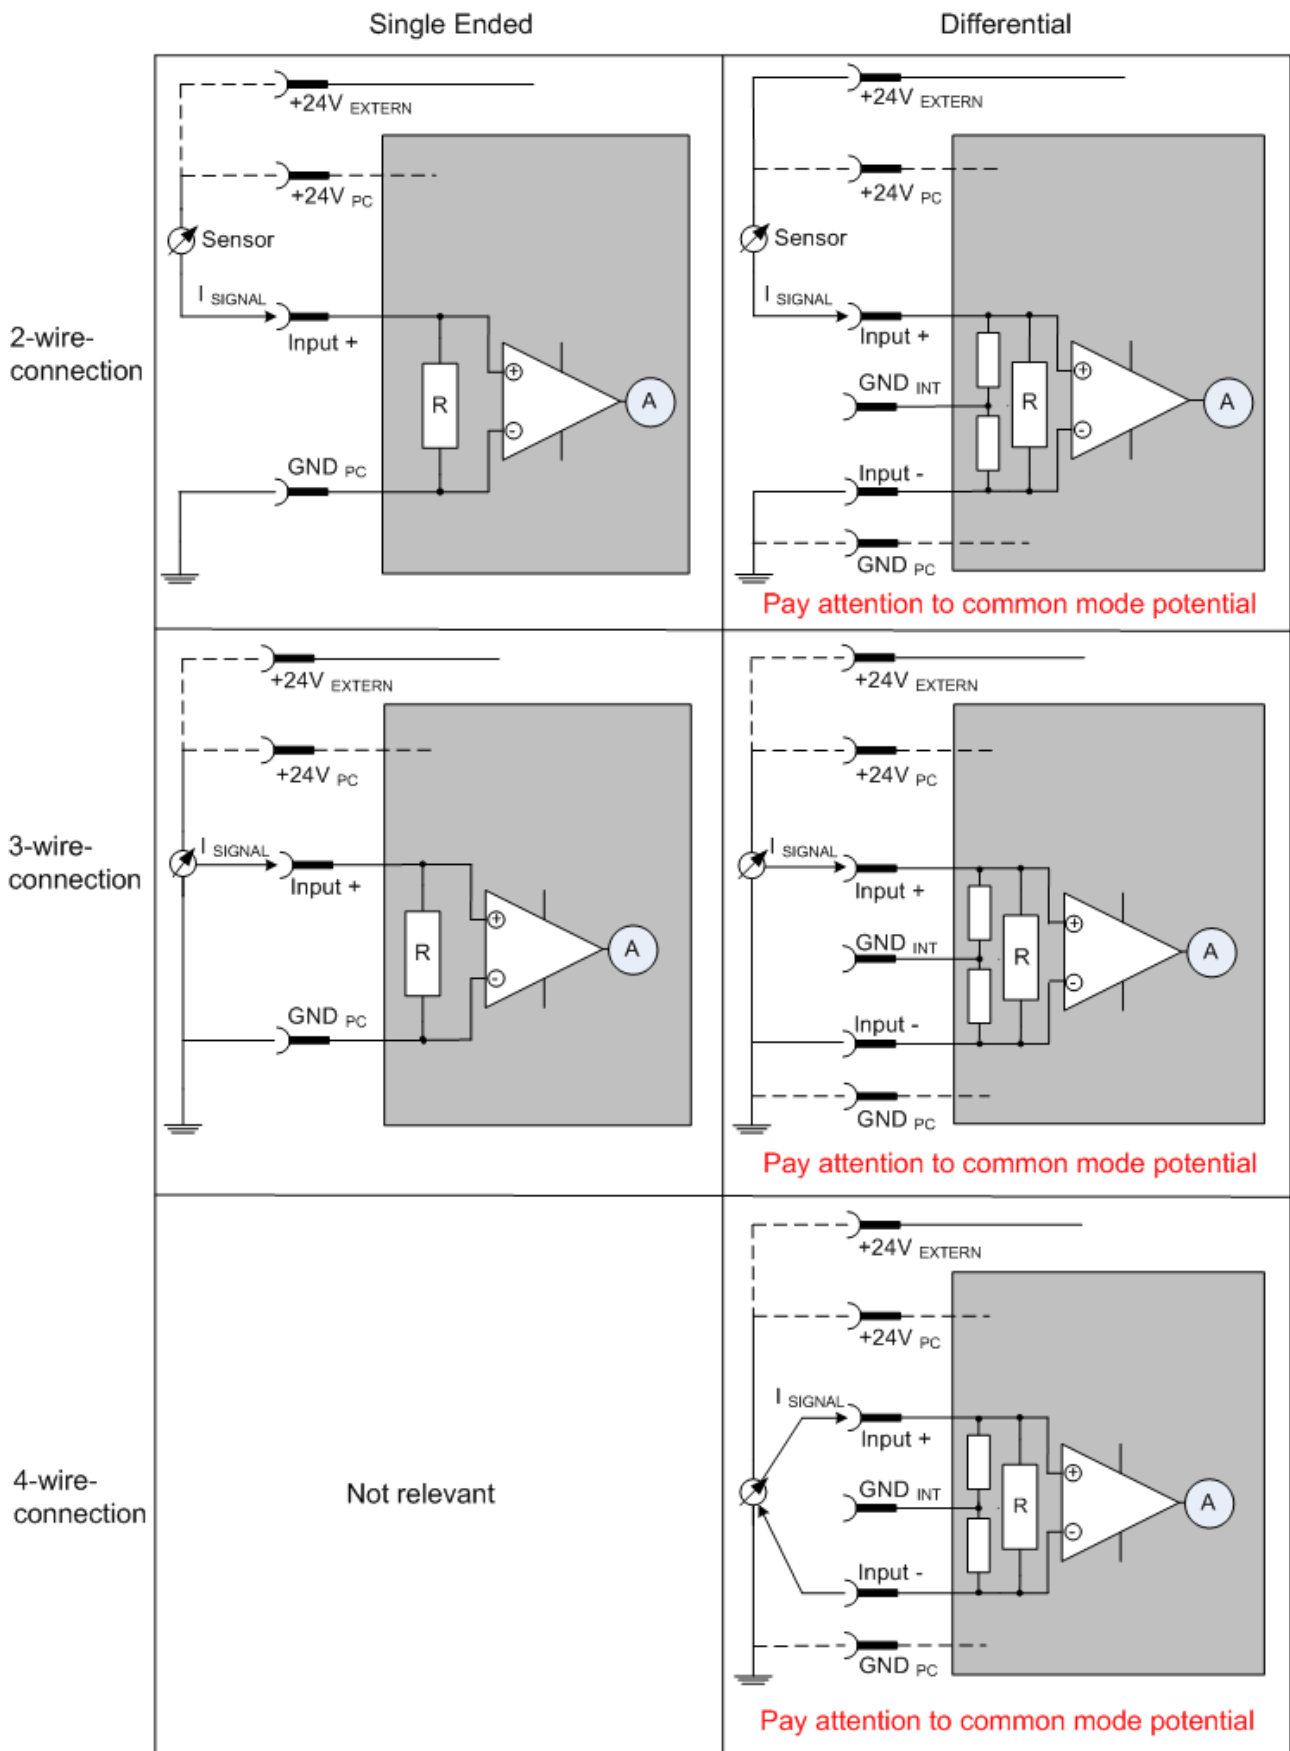 Single Ended
Differential
2-wire-
connection
+24V EXTERN
+24V PC
Sensor
I SIGNAL
Input +
R
+
-
A
GND PC
+24V EXTERN
+24V PC
Sensor
I SIGNAL
Input +
GND INT
R
+
-
A
Input -
GND PC
Pay attention to common mode potential
3-wire-
connection
+24V EXTERN
+24V PC
I SIGNAL
Input +
R
+
-
A
GND PC
+24V EXTERN
+24V PC
I SIGNAL
Input +
GND INT
R
+
-
A
Input -
GND PC
Pay attention to common mode potential
4-wire-
connection
Not relevant
+24V EXTERN
+24V PC
I SIGNAL
Input +
GND INT
R
+
-
A
Input -
GND PC
Pay attention to common mode potential